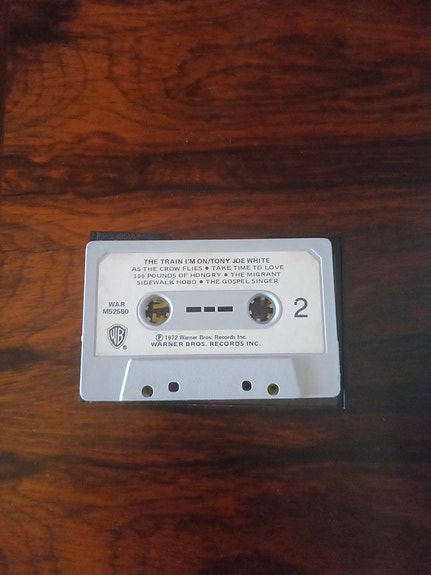 THE TRAIN I'M ON/TONY JOE WHITE
AS THE CROW FLIES • TAKE TIME TO LOVE
300 POUNDS OF HONGRY • THE MIGRANT
SIDEWALK HOBO • THE GOSPEL SINGER
WAR
M52580
2
WB ®
℗ 1972 Warner Bros. Records Inc.
WARNER BROS. RECORDS INC.